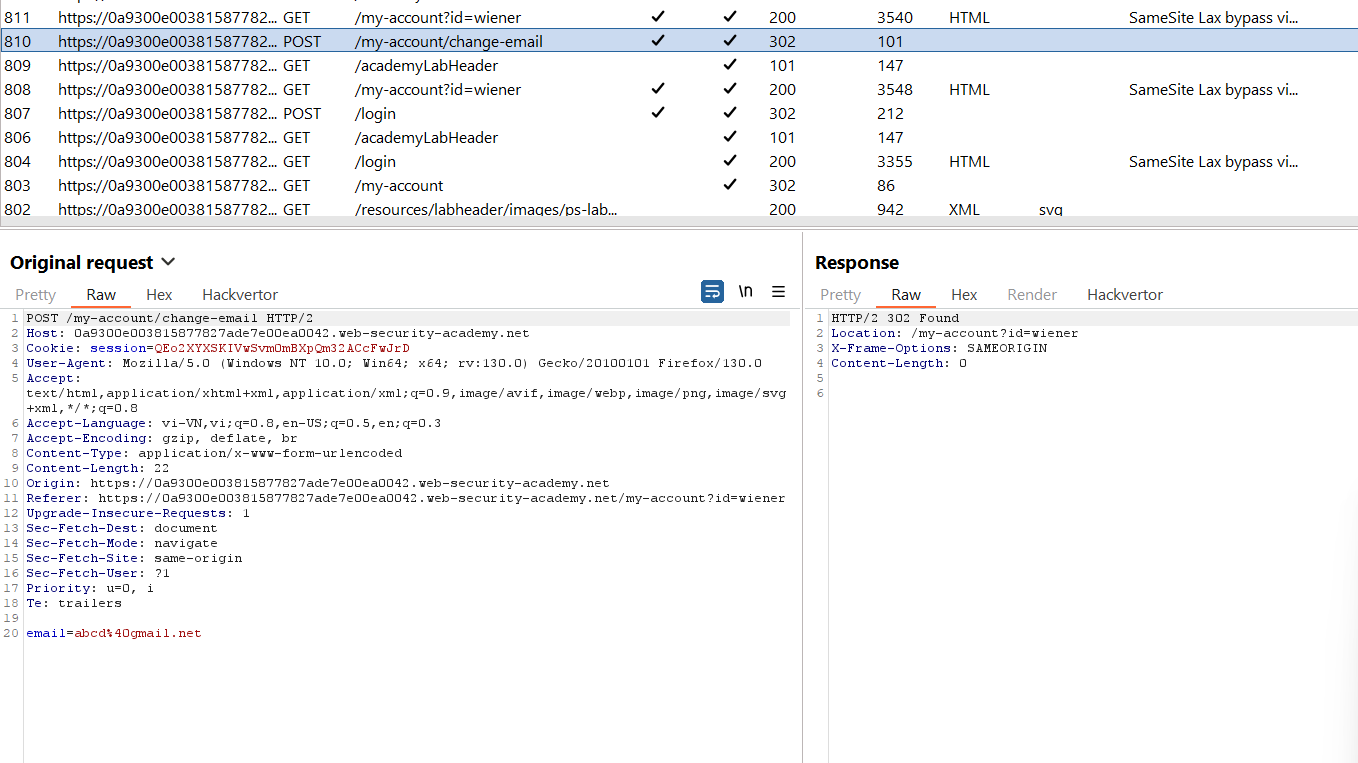 811 https://0a9300e00381587782... GET /my-account?id=wiener ✓ ✓ 200 3540 HTML SameSite Lax bypass vi...
810 https://0a9300e00381587782... POST /my-account/change-email ✓ ✓ 302 101
809 https://0a9300e00381587782... GET /academyLabHeader ✓ 101 147
808 https://0a9300e00381587782... GET /my-account?id=wiener ✓ ✓ 200 3548 HTML SameSite Lax bypass vi...
807 https://0a9300e00381587782... POST /login ✓ ✓ 302 212
806 https://0a9300e00381587782... GET /academyLabHeader ✓ 101 147
804 https://0a9300e00381587782... GET /login ✓ 200 3355 HTML SameSite Lax bypass vi...
803 https://0a9300e00381587782... GET /my-account ✓ 302 86
802 https://0a9300e00381587782... GET /resources/labheader/images/ps-lab... 200 942 XML svg
Original request
Pretty Raw Hex Hackvertor \n
1 POST /my-account/change-email HTTP/2
2 Host: 0a9300e003815877827ade7e00ea0042.web-security-academy.net
3 Cookie: session=QEo2XYXSKIVwSvmOmBXpQm32ACcFwJrD
4 User-Agent: Mozilla/5.0 (Windows NT 10.0; Win64; x64; rv:130.0) Gecko/20100101 Firefox/130.0
5 Accept:
text/html,application/xhtml+xml,application/xml;q=0.9,image/avif,image/webp,image/png,image/svg
+xml,*/*;q=0.8
6 Accept-Language: vi-VN,vi;q=0.8,en-US;q=0.5,en;q=0.3
7 Accept-Encoding: gzip, deflate, br
8 Content-Type: application/x-www-form-urlencoded
9 Content-Length: 22
10 Origin: https://0a9300e003815877827ade7e00ea0042.web-security-academy.net
11 Referer: https://0a9300e003815877827ade7e00ea0042.web-security-academy.net/my-account?id=wiener
12 Upgrade-Insecure-Requests: 1
13 Sec-Fetch-Dest: document
14 Sec-Fetch-Mode: navigate
15 Sec-Fetch-Site: same-origin
16 Sec-Fetch-User: ?1
17 Priority: u=0, i
18 Te: trailers
19
20 email=abcd%40gmail.net
Response
Pretty Raw Hex Render Hackvertor
1 HTTP/2 302 Found
2 Location: /my-account?id=wiener
3 X-Frame-Options: SAMEORIGIN
4 Content-Length: 0
5
6